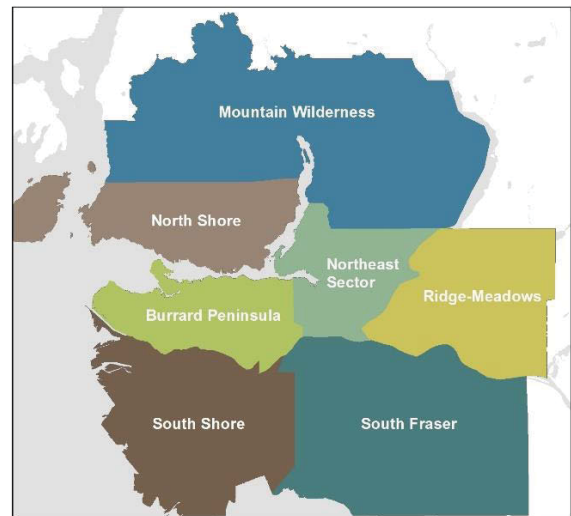 Mountain Wilderness
North Shore
Northeast
Sector
Ridge-Meadows
Burrard Peninsula
South Shore
South Fraser